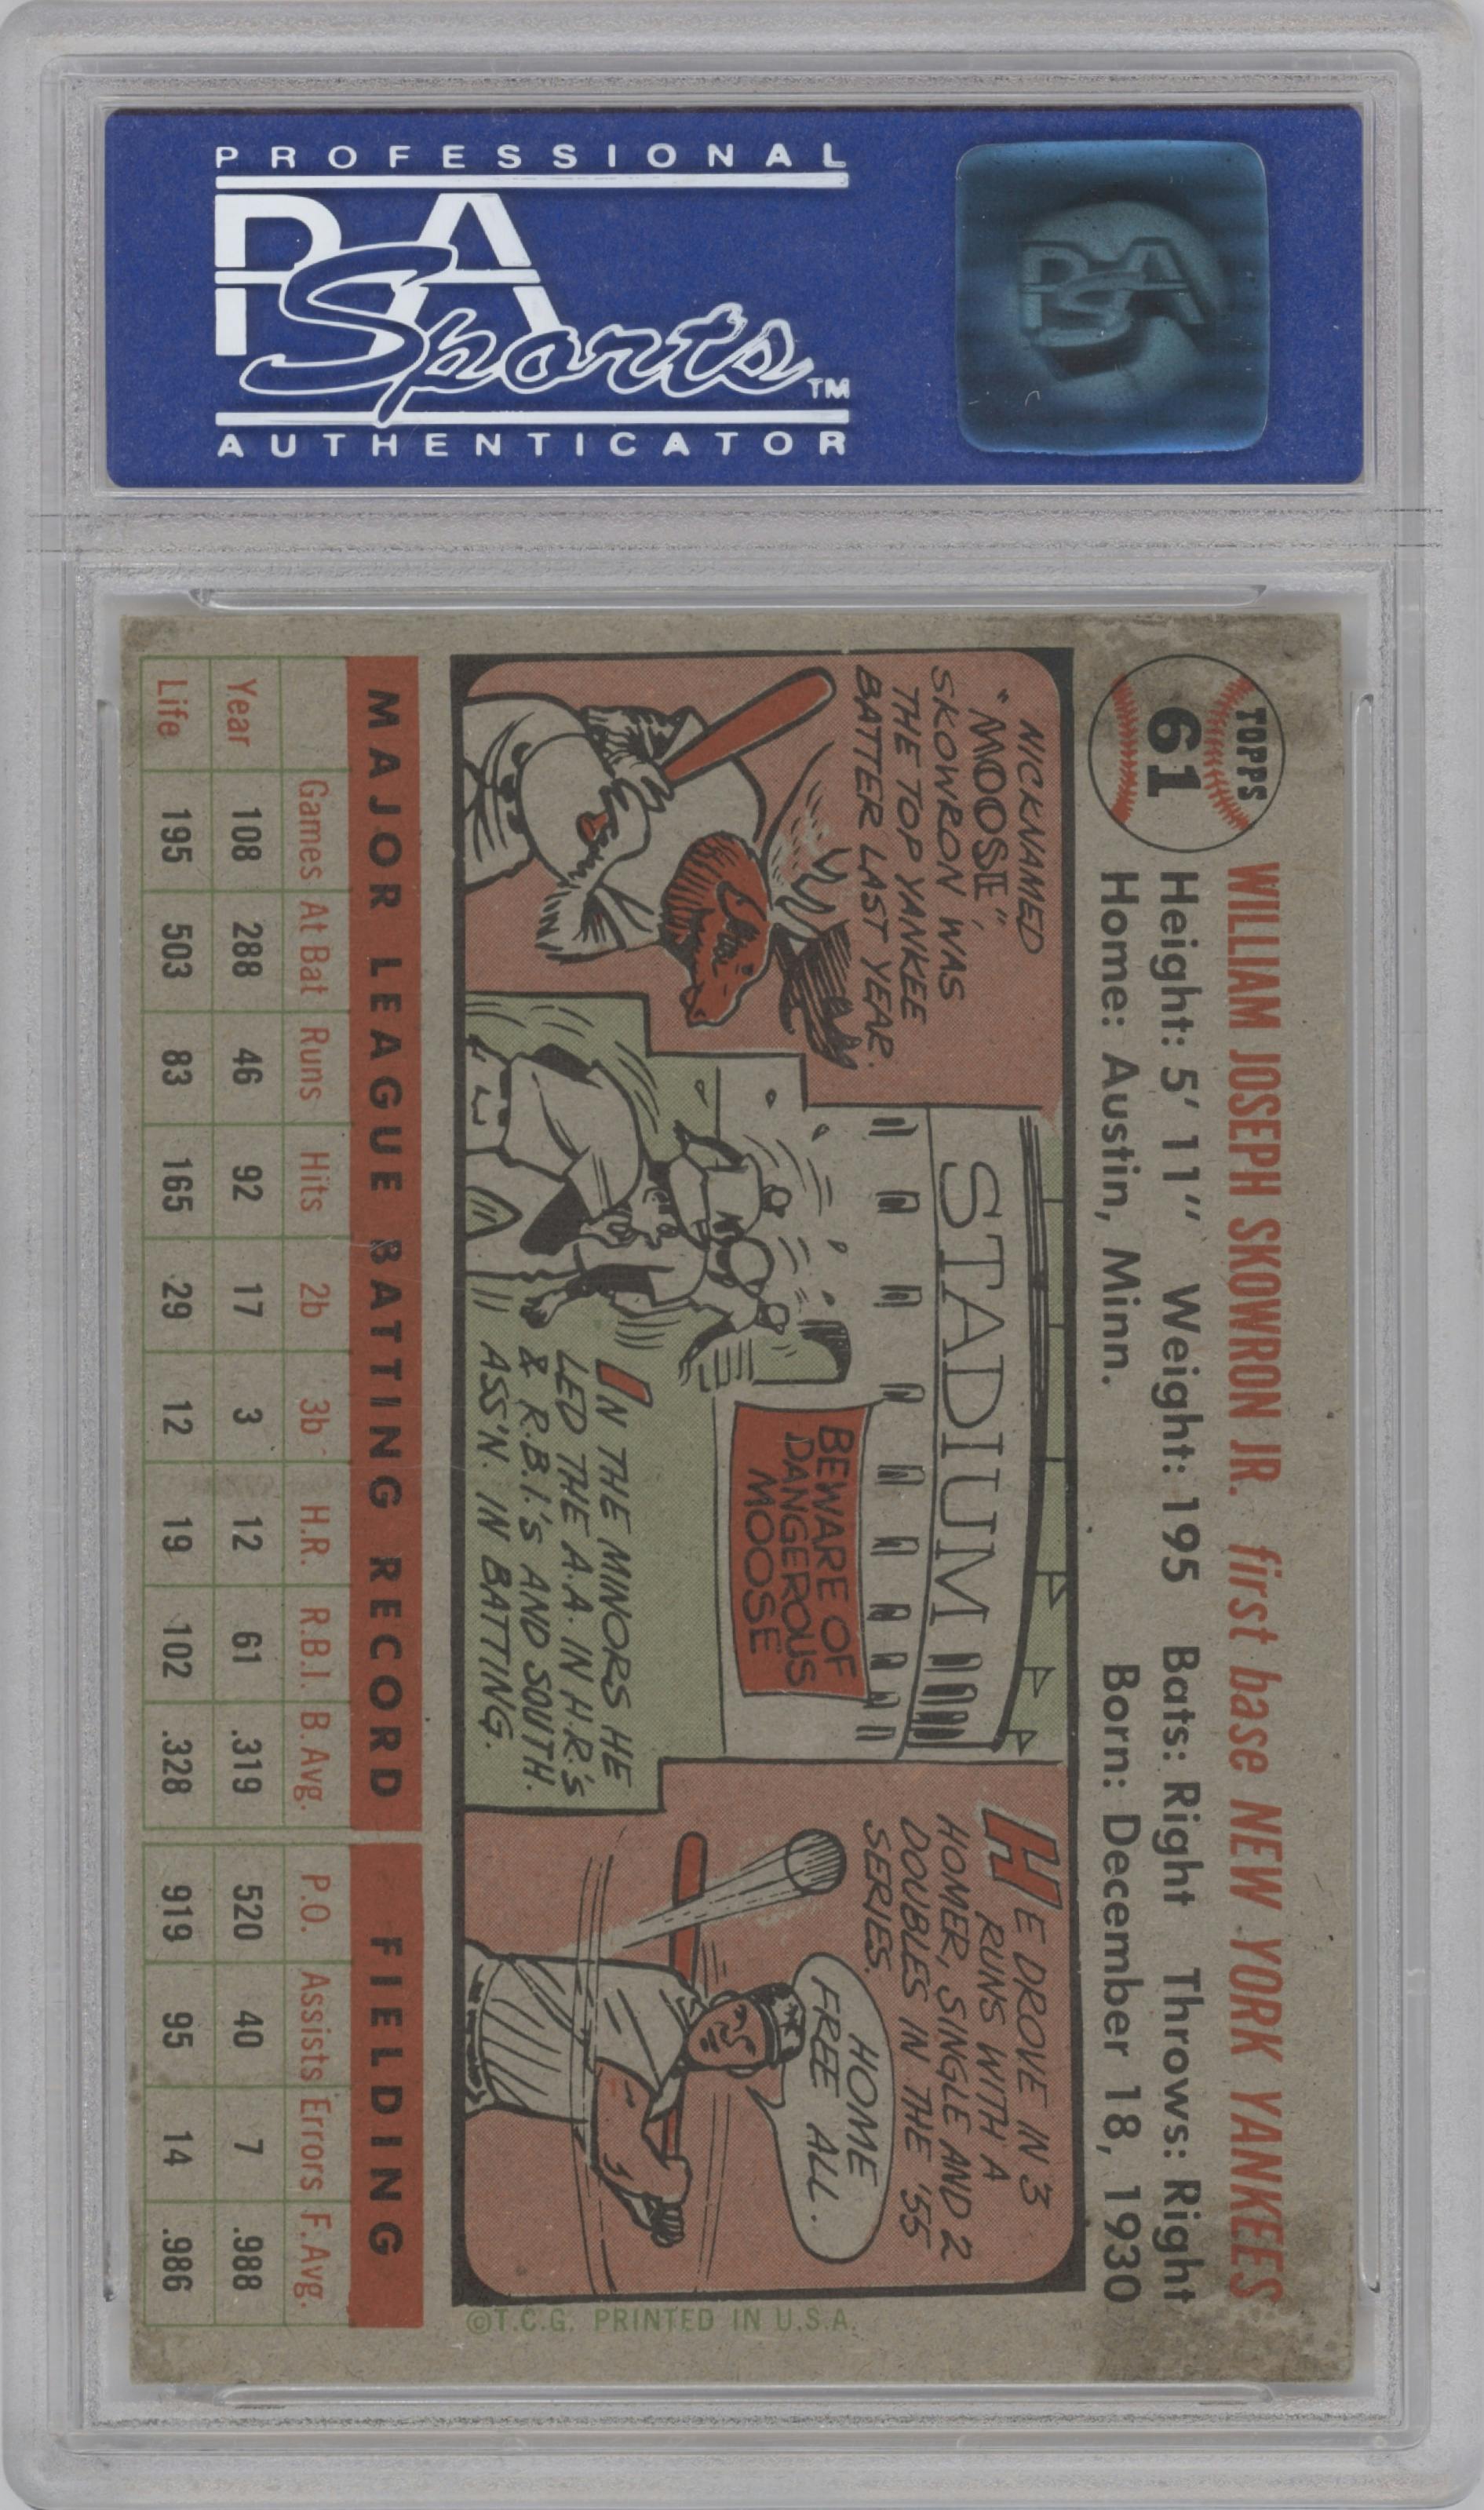 PROFESSIONAL
PSA
Sports TM
AUTHENTICATOR
PSA
TOPPS
61
WILLIAM JOSEPH SKOWRON JR. first base NEW YORK YANKEES
Height: 5' 11" Weight: 195 Bats: Right Throws: Right
Home: Austin, Minn. Born: December 18, 1930
NICKNAMED
"MOOSE",
SKOWRON WAS
THE TOP YANKEE
BATTER LAST YEAR.
STADIUM
BEWARE OF
DANGEROUS
MOOSE
IN THE MINORS HE
LED THE A.A. IN H.R.'s
& R.B.I.'s AND SOUTH.
ASS'N. IN BATTING.
HE DROVE IN 3
RUNS WITH A
HOMER, SINGLE AND 2
DOUBLES IN THE '55
SERIES.
HOME
FREE ALL.
©T.C.G. PRINTED IN U.S.A.
MAJOR LEAGUE BATTING RECORD FIELDING
Games At Bat Runs Hits 2b 3b H.R. R.B.I. B. Avg. P.O. Assists Errors F. Avg.
Year 108 288 46 92 17 3 12 61 .319 520 40 7 .988
Life 195 503 83 165 29 12 19 102 .328 919 95 14 .986